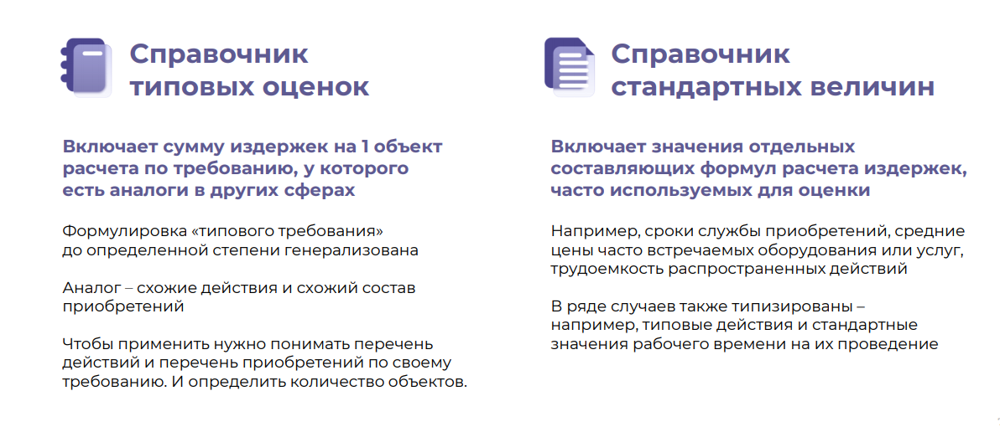 Справочник
типовых оценок
Включает сумму издержек на 1 объект
расчета по требованию, у которого
есть аналоги в других сферах
Формулировка «типового требования»
до определенной степени генерализована
Аналог – схожие действия и схожий состав
приобретений
Чтобы применить нужно понимать перечень
действий и перечень приобретений по своему
требованию. И определить количество объектов.
Справочник
стандартных величин
Включает значения отдельных
составляющих формул расчета издержек,
часто используемых для оценки
Например, сроки службы приобретений, средние
цены часто встречаемых оборудования или услуг,
трудоемкость распространенных действий
В ряде случаев также типизированы –
например, типовые действия и стандартные
значения рабочего времени на их проведение